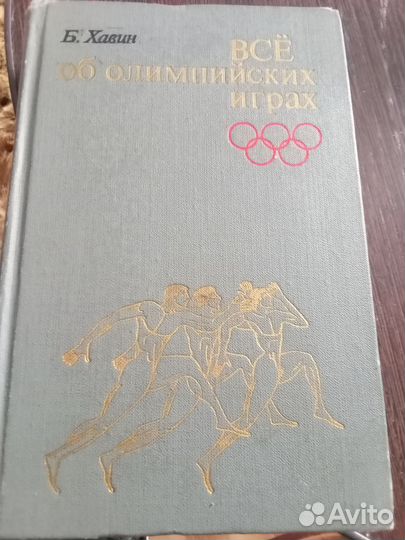 Б. Хавин
ВСЁ
об олимпийских
играх
Avito